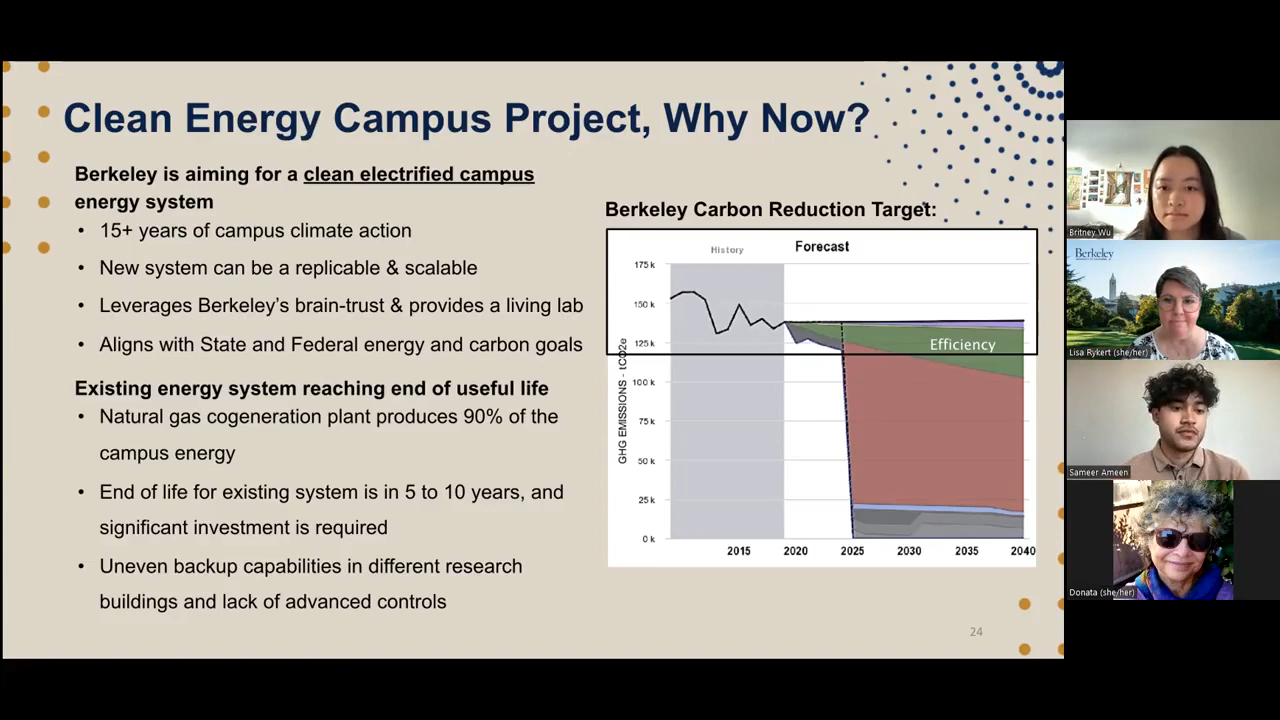 Clean Energy Campus Project, Why Now?
Berkeley is aiming for a clean electrified campus
energy system
• 15+ years of campus climate action
• New system can be a replicable & scalable
• Leverages Berkeley's brain-trust & provides a living lab
• Aligns with State and Federal energy and carbon goals
Existing energy system reaching end of useful life
• Natural gas cogeneration plant produces 90% of the
campus energy
• End of life for existing system is in 5 to 10 years, and
significant investment is required
• Uneven backup capabilities in different research
buildings and lack of advanced controls
Berkeley Carbon Reduction Target:
History
Forecast
175 k
150 k
125 k
100 k
75 k
50 k
25 k
0 k
GHG EMISSIONS - tCO2e
Efficiency
2015
2020
2025
2030
2035
2040
24
Britney Wu
Berkeley
Lisa Rykert (she/her)
Sameer Ameen
Donata (she/her)